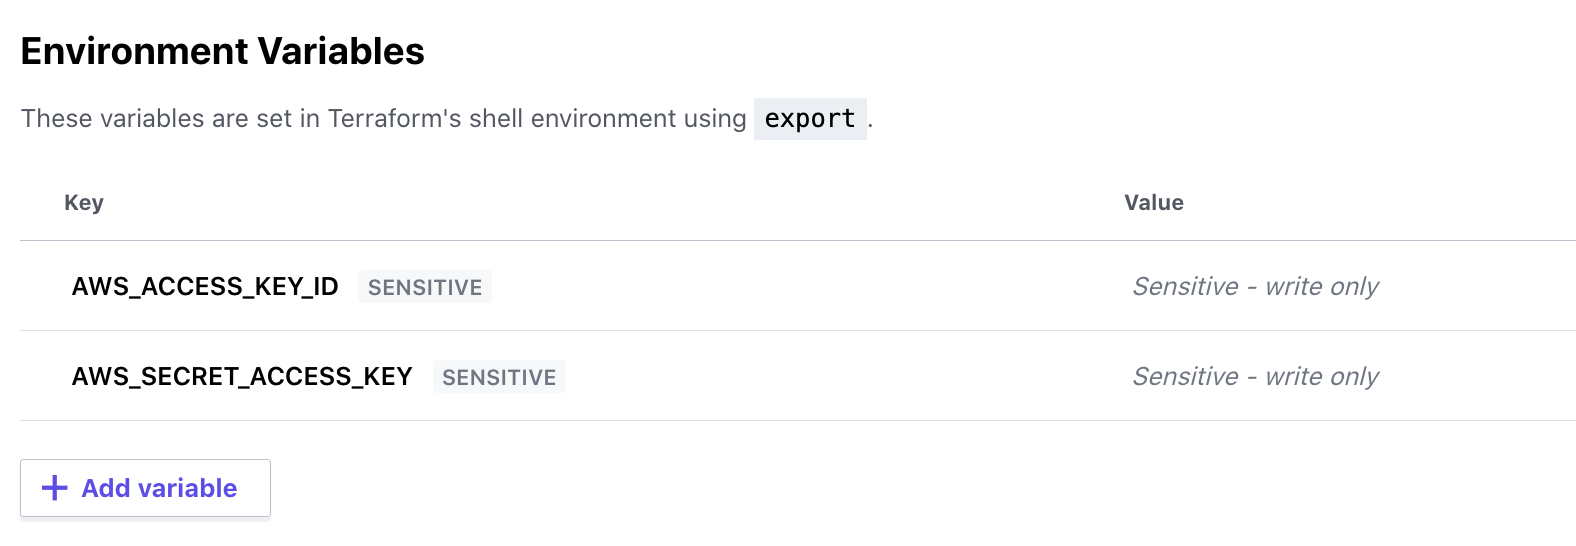 Environment Variables
These variables are set in Terraform's shell environment using export.
Key Value
AWS_ACCESS_KEY_ID SENSITIVE Sensitive - write only
AWS_SECRET_ACCESS_KEY SENSITIVE Sensitive - write only
+ Add variable